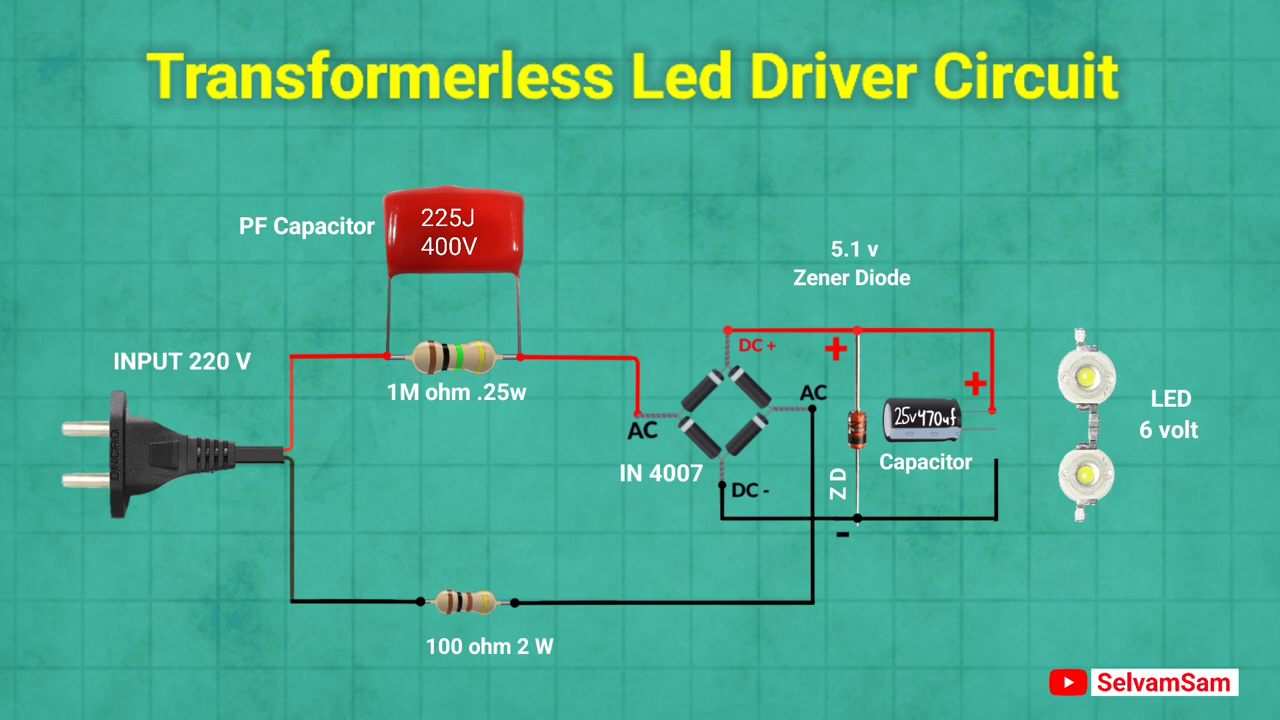 Transformerless Led Driver Circuit
PF Capacitor
225J
400V
5.1 v
Zener Diode
INPUT 220 V
1M ohm .25w
DC +
+
+
AC
AC
IN 4007
25v470uf
Capacitor
LED
6 volt
Z D
DC -
-
100 ohm 2 W
SelvamSam